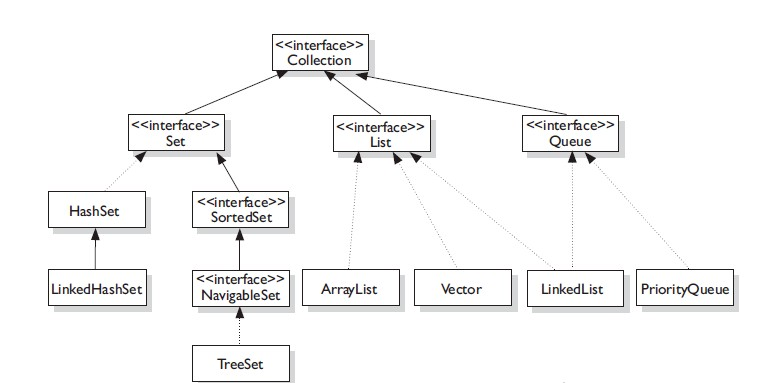 <<interface>>
Collection
<<interface>>
Set
<<interface>>
List
<<interface>>
Queue
HashSet
<<interface>>
SortedSet
LinkedHashSet
<<interface>>
NavigableSet
ArrayList
Vector
LinkedList
PriorityQueue
TreeSet